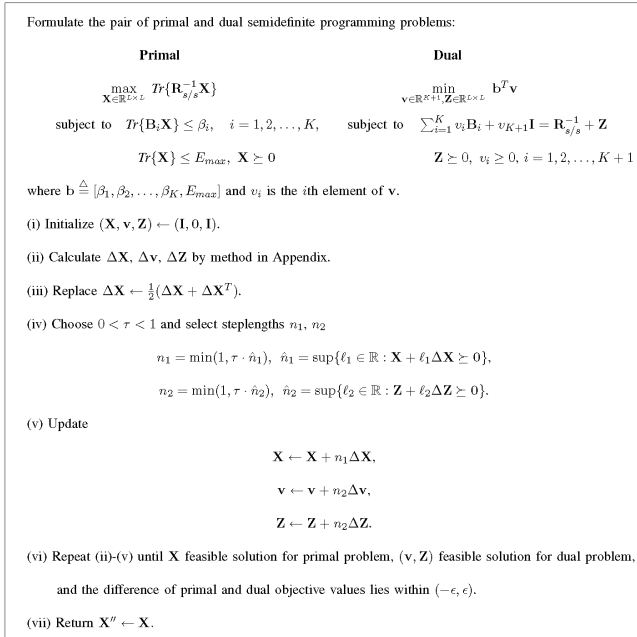 Formulate the pair of primal and dual semidefinite programming problems:
Primal Dual
max_{X∈ℝ^{L×L}} Tr{R_{s/s}^{-1}X} min_{v∈ℝ^{K+1},Z∈ℝ^{L×L}} b^T v
subject to Tr{B_i X} ≤ β_i, i = 1, 2, . . . , K, subject to ∑_{i=1}^{K} v_i B_i + v_{K+1} I = R_{s/s}^{-1} + Z
Tr{X} ≤ E_{max}, X ⪰ 0 Z ⪰ 0, v_i ≥ 0, i = 1, 2, . . . , K + 1
where b ≜ [β_1, β_2, . . . , β_K, E_{max}] and v_i is the ith element of v.
(i) Initialize (X, v, Z) ← (I, 0, I).
(ii) Calculate ΔX, Δv, ΔZ by method in Appendix.
(iii) Replace ΔX ← ½(ΔX + ΔX^T).
(iv) Choose 0 < τ < 1 and select steplengths n_1, n_2
n_1 = min(1, τ · n̂_1), n̂_1 = sup{ℓ_1 ∈ ℝ : X + ℓ_1ΔX ⪰ 0},
n_2 = min(1, τ · n̂_2), n̂_2 = sup{ℓ_2 ∈ ℝ : Z + ℓ_2ΔZ ⪰ 0}.
(v) Update
X ← X + n_1ΔX,
v ← v + n_2Δv,
Z ← Z + n_2ΔZ.
(vi) Repeat (ii)-(v) until X feasible solution for primal problem, (v, Z) feasible solution for dual problem,
and the difference of primal and dual objective values lies within (−ϵ, ϵ).
(vii) Return X″ ← X.